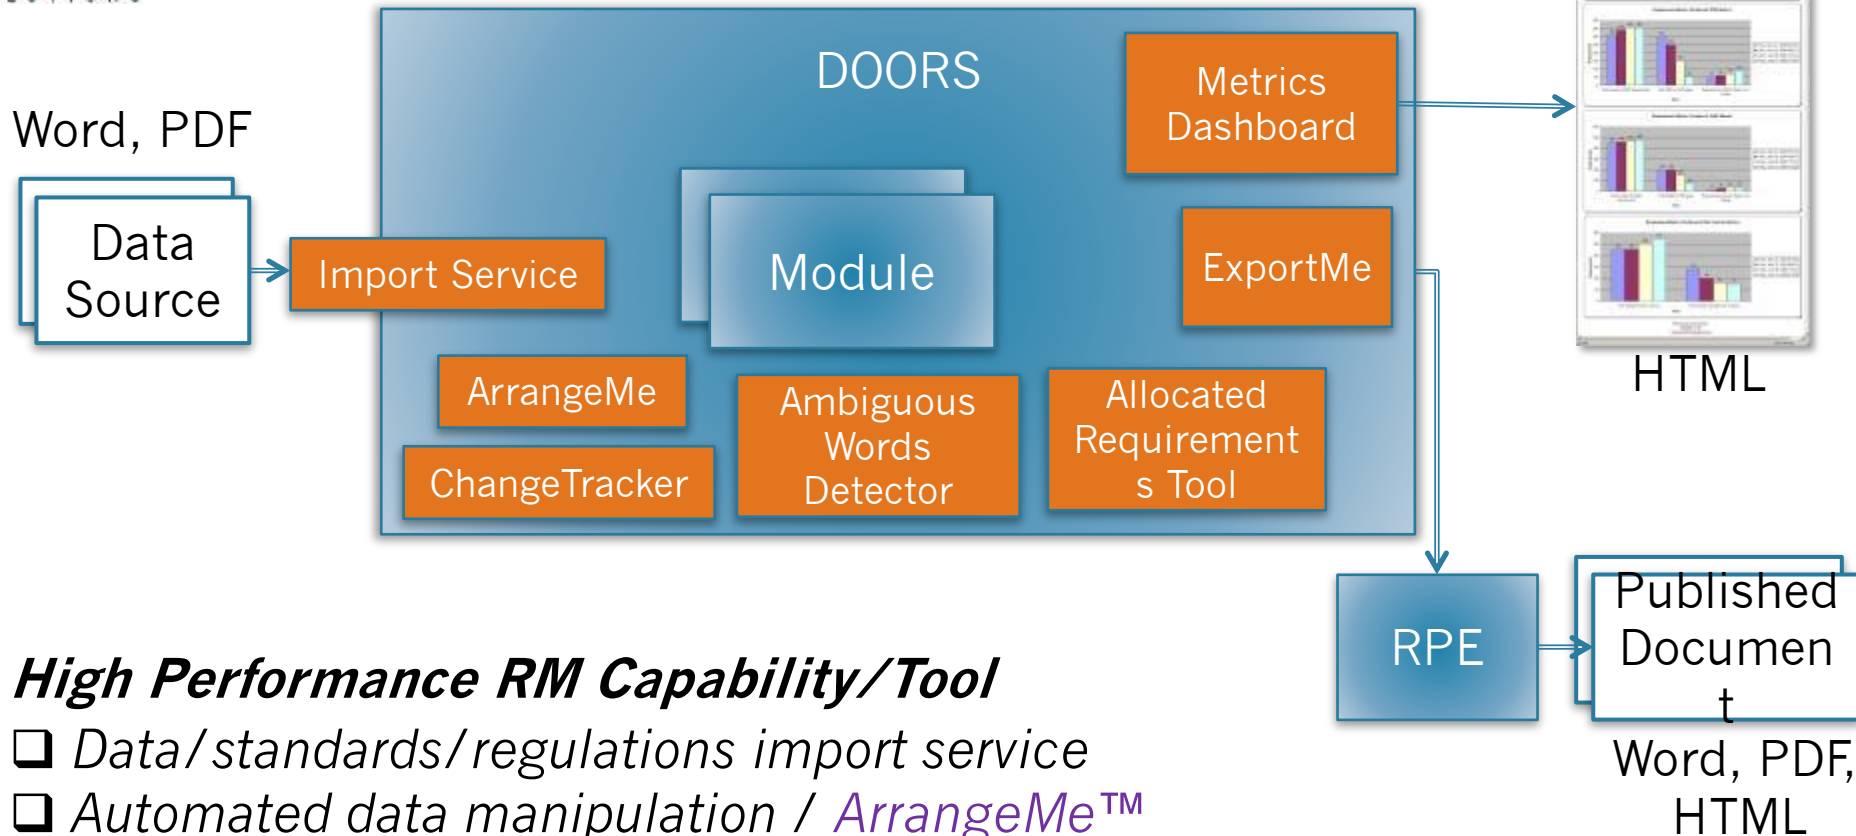 DOORS
Metrics
Dashboard
Word, PDF
Data
Source
Import Service
Module
ExportMe
HTML
ArrangeMe
ChangeTracker
Ambiguous
Words
Detector
Allocated
Requirement
s Tool
RPE
Published
Documen
t
Word, PDF,
HTML
High Performance RM Capability/Tool
❑ Data/standards/regulations import service
❑ Automated data manipulation / ArrangeMe™